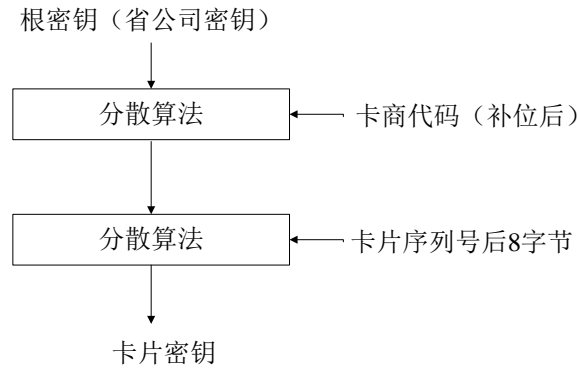 根密钥（省公司密钥）
分散算法
卡商代码（补位后）
分散算法
卡片序列号后8字节
卡片密钥